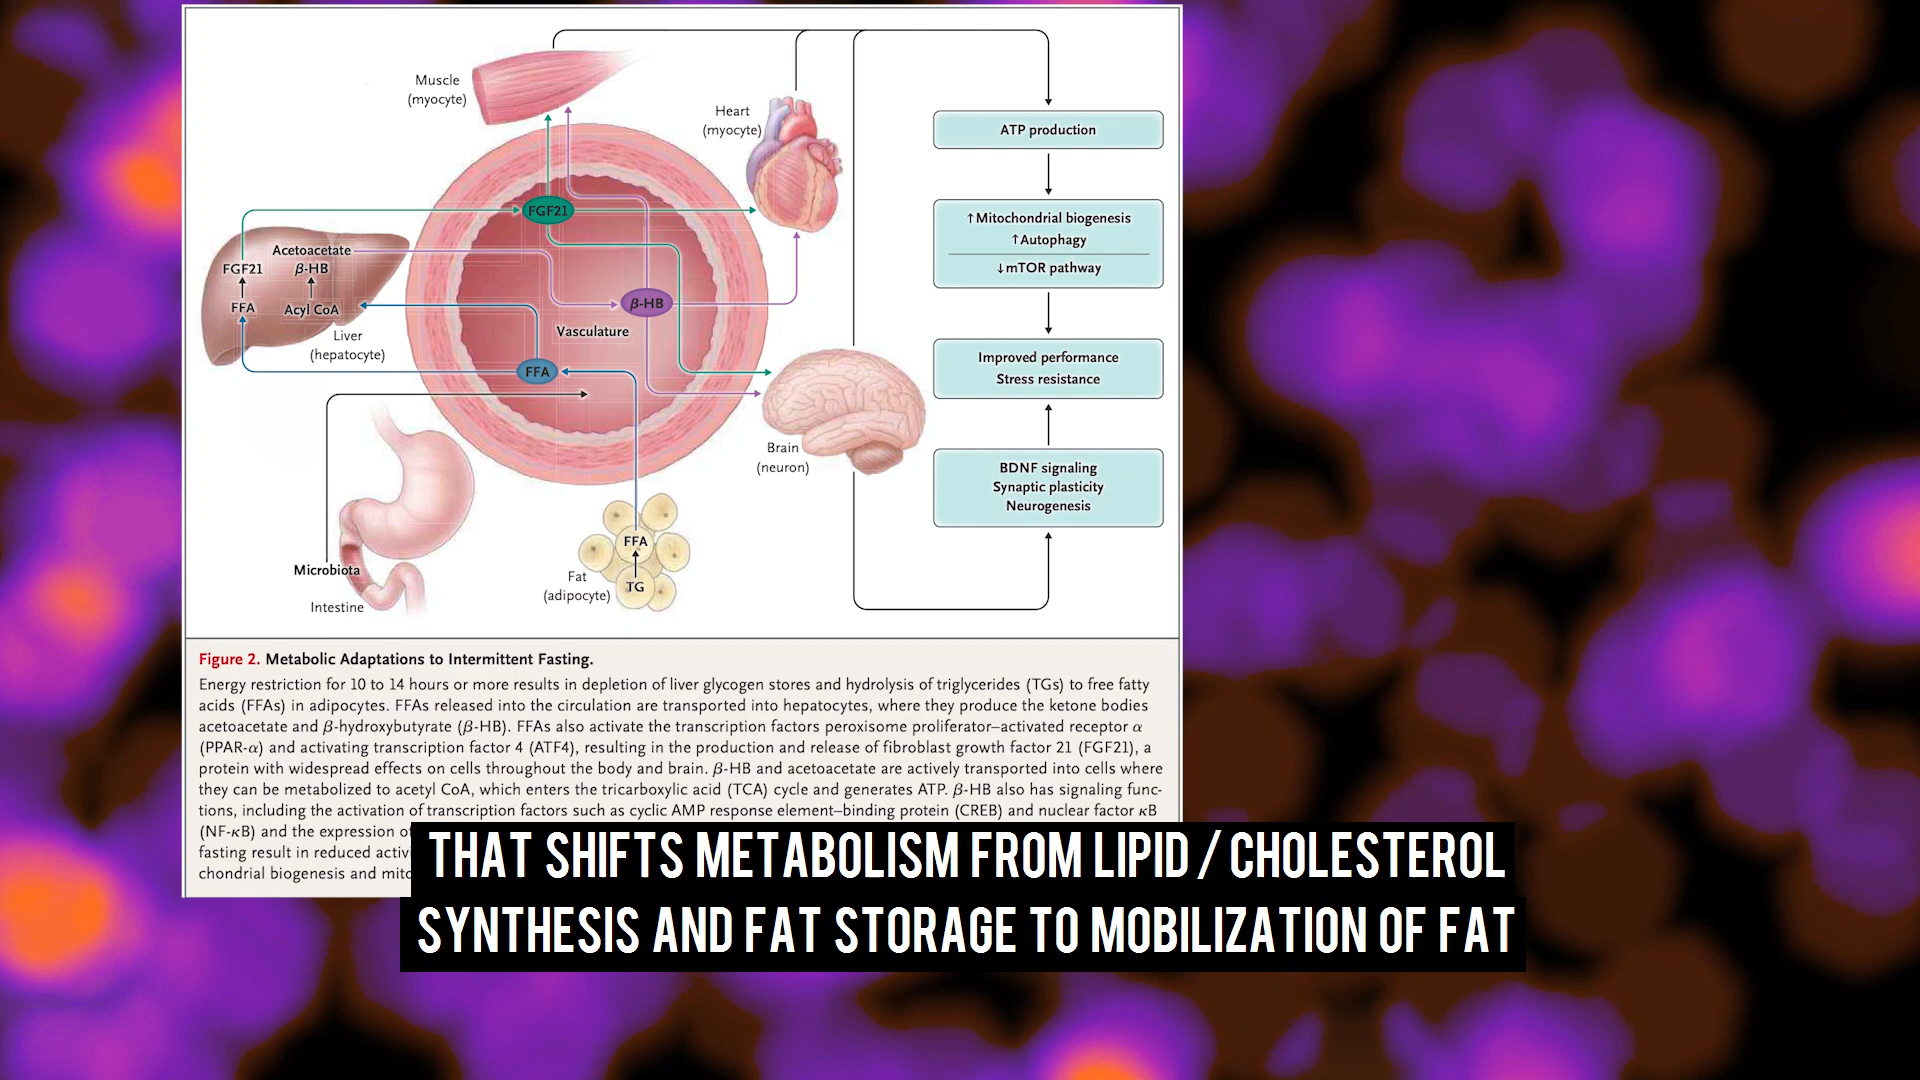 Muscle
(myocyte)
Heart
(myocyte)
ATP production
↑Mitochondrial biogenesis
↑Autophagy
↓mTOR pathway
FGF21
Acetoacetate
FGF21
β-HB
FFA
Acyl CoA
β-HB
Vasculature
Liver
(hepatocyte)
FFA
Improved performance
Stress resistance
Brain
(neuron)
BDNF signaling
Synaptic plasticity
Neurogenesis
Microbiota
Intestine
FFA
TG
Fat
(adipocyte)
Figure 2. Metabolic Adaptations to Intermittent Fasting.
Energy restriction for 10 to 14 hours or more results in depletion of liver glycogen stores and hydrolysis of triglycerides (TGs) to free fatty
acids (FFAs) in adipocytes. FFAs released into the circulation are transported into hepatocytes, where they produce the ketone bodies
acetoacetate and β-hydroxybutyrate (β-HB). FFAs also activate the transcription factors peroxisome proliferator–activated receptor α
(PPAR-α) and activating transcription factor 4 (ATF4), resulting in the production and release of fibroblast growth factor 21 (FGF21), a
protein with widespread effects on cells throughout the body and brain. β-HB and acetoacetate are actively transported into cells where
they can be metabolized to acetyl CoA, which enters the tricarboxylic acid (TCA) cycle and generates ATP. β-HB also has signaling func-
tions, including the activation of transcription factors such as cyclic AMP response element–binding protein (CREB) and nuclear factor κB
(NF-κB) and the expression of
fasting result in reduced activi
chondrial biogenesis and mito
THAT SHIFTS METABOLISM FROM LIPID / CHOLESTEROL
SYNTHESIS AND FAT STORAGE TO MOBILIZATION OF FAT